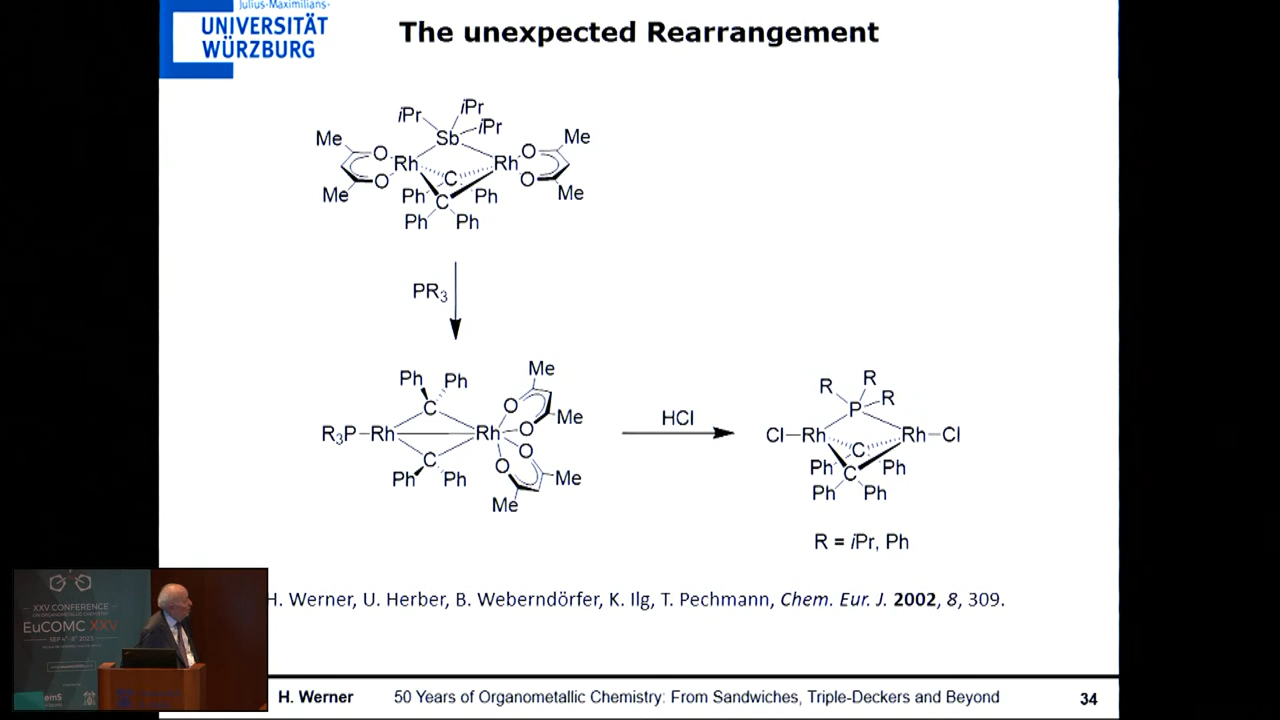 Julius-Maximilians-
UNIVERSITÄT
WÜRZBURG
The unexpected Rearrangement
iPr iPr iPr
Sb
Me O Rh Rh O Me
Me O C O Me
Ph Ph
C
Ph Ph
PR3
Ph Ph
C
R3P Rh Rh
C
Ph Ph
Me
O
Me
O
O
O
Me
Me
HCl
R R R
P
Cl Rh Rh Cl
C
Ph Ph
C
Ph Ph
R = iPr, Ph
H. Werner, U. Herber, B. Weberndörfer, K. Ilg, T. Pechmann, Chem. Eur. J. 2002, 8, 309.
XXV CONFERENCE
EuCOMC XXV
H. Werner 50 Years of Organometallic Chemistry: From Sandwiches, Triple-Deckers and Beyond 34